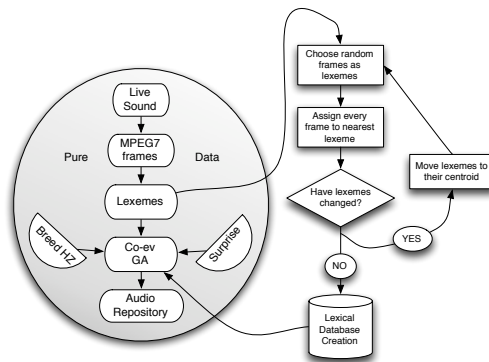 Live
Sound
MPEG7
frames
Pure
Data
Lexemes
Breed HZ
Surprise
Co-ev
GA
Audio
Repository
Choose random
frames as
lexemes
Assign every
frame to nearest
lexeme
Move lexemes to
their centroid
Have lexemes
changed?
YES
NO
Lexical
Database
Creation